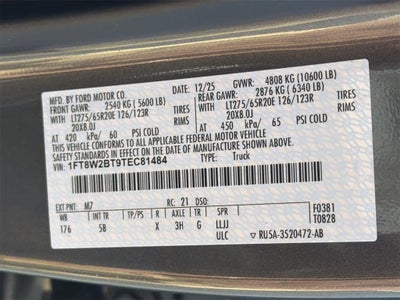 MFD. BY FORD MOTOR CO. 12/25 GVWR: 4808 KG (10600 LB)
FRONT GAWR: 2540 KG (5600 LB) REAR GAWR: 2876 KG (6340 LB)
WITH LT275/65R20E 126/123R TIRES WITH LT275/65R20E 126/123R TIRES
20X8.0J RIMS 20X8.0J RIMS
AT 420 kPa/ 60 PSI COLD AT 450 kPa/ 65 PSI COLD
THIS VEHICLE CONFORMS TO ALL APPLICABLE FEDERAL MOTOR VEHICLE SAFETY STANDARDS IN EFFECT ON THE DATE OF MANUFACTURE SHOWN ABOVE.
VIN: 1FT8W2BT9TEC81484 TYPE: Truck
EXT PNT: M7 RC: 21 DSO:
WB BRK INT TR TP/PS R AXLE TR SPR F0381
176 5B X 3H G LLJJ T0828
ULC RU5A-3520472-AB